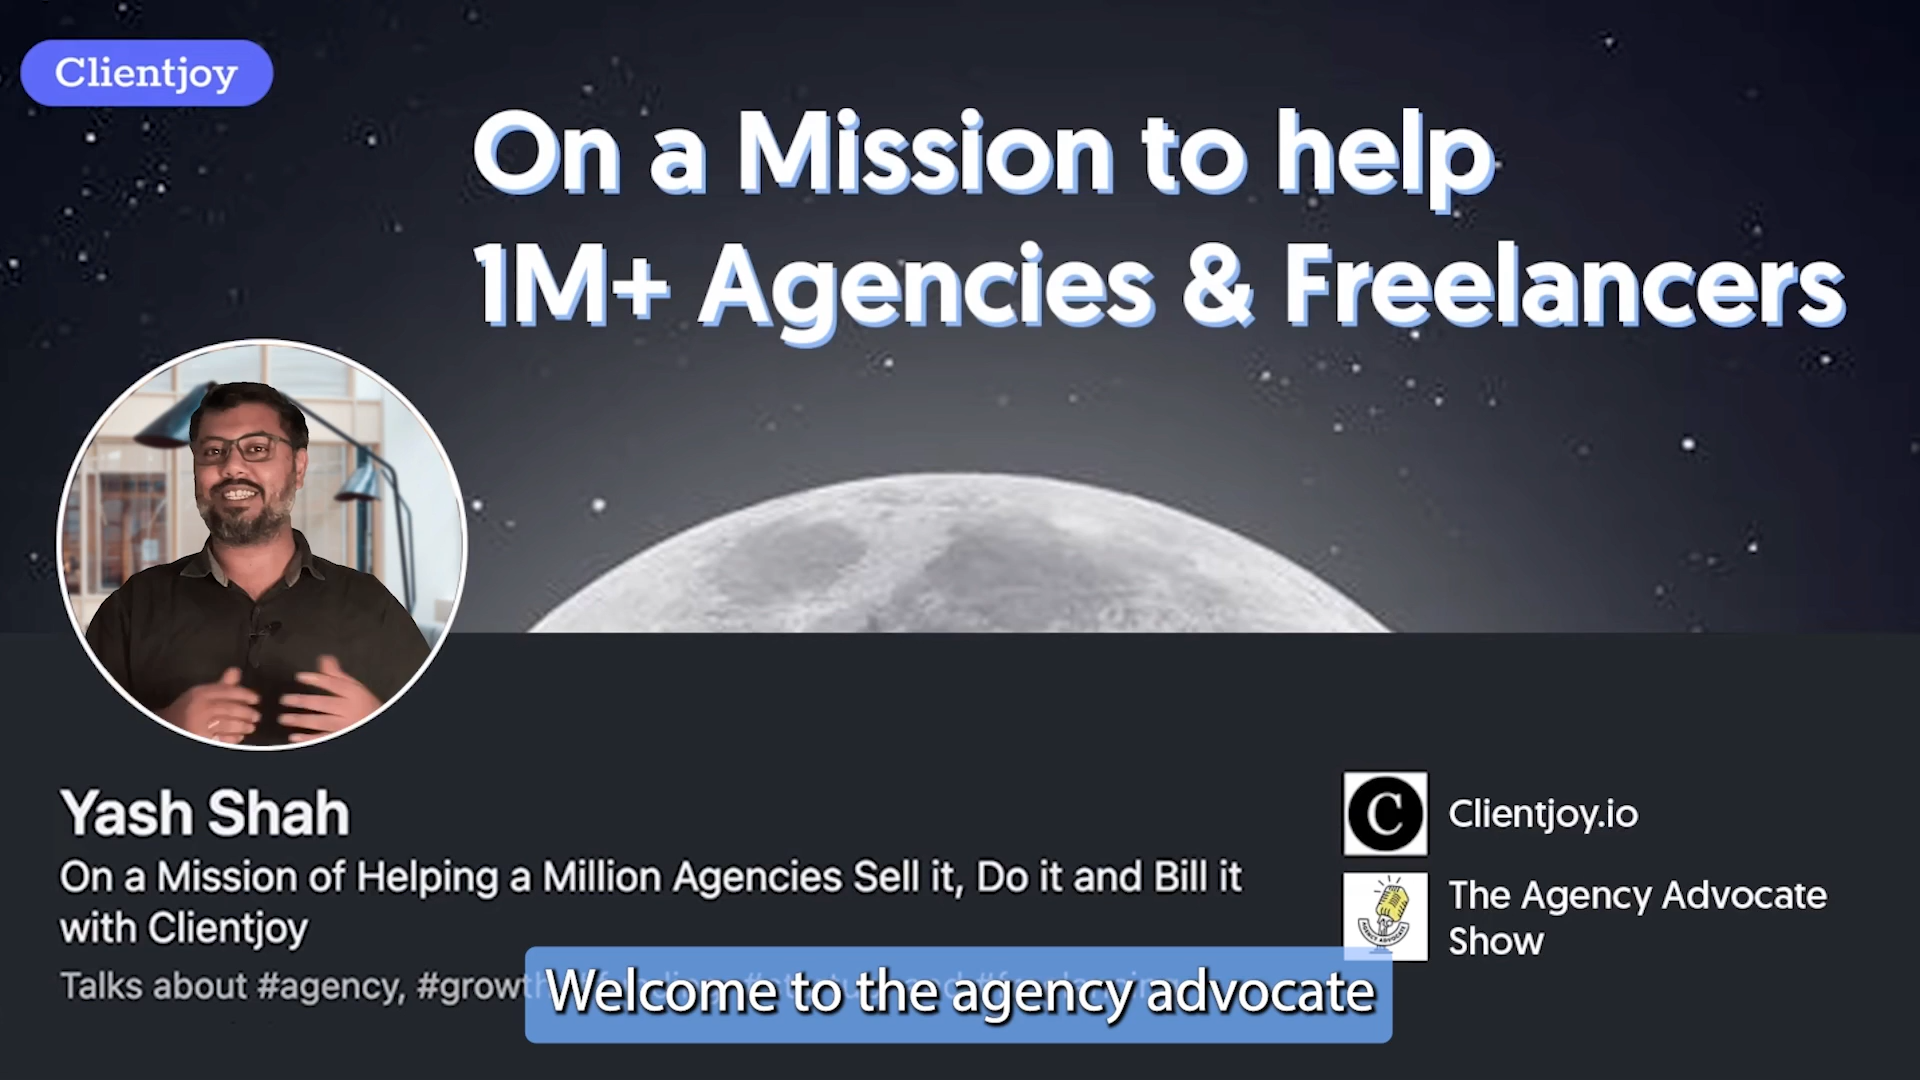 Clientjoy
On a Mission to help
1M+ Agencies & Freelancers
Yash Shah
On a Mission of Helping a Million Agencies Sell it, Do it and Bill it
with Clientjoy
Talks about #agency,
C
Clientjoy.io
AGENCY ADVOCATE
The Agency Advocate
Show
Welcome to the agency advocate